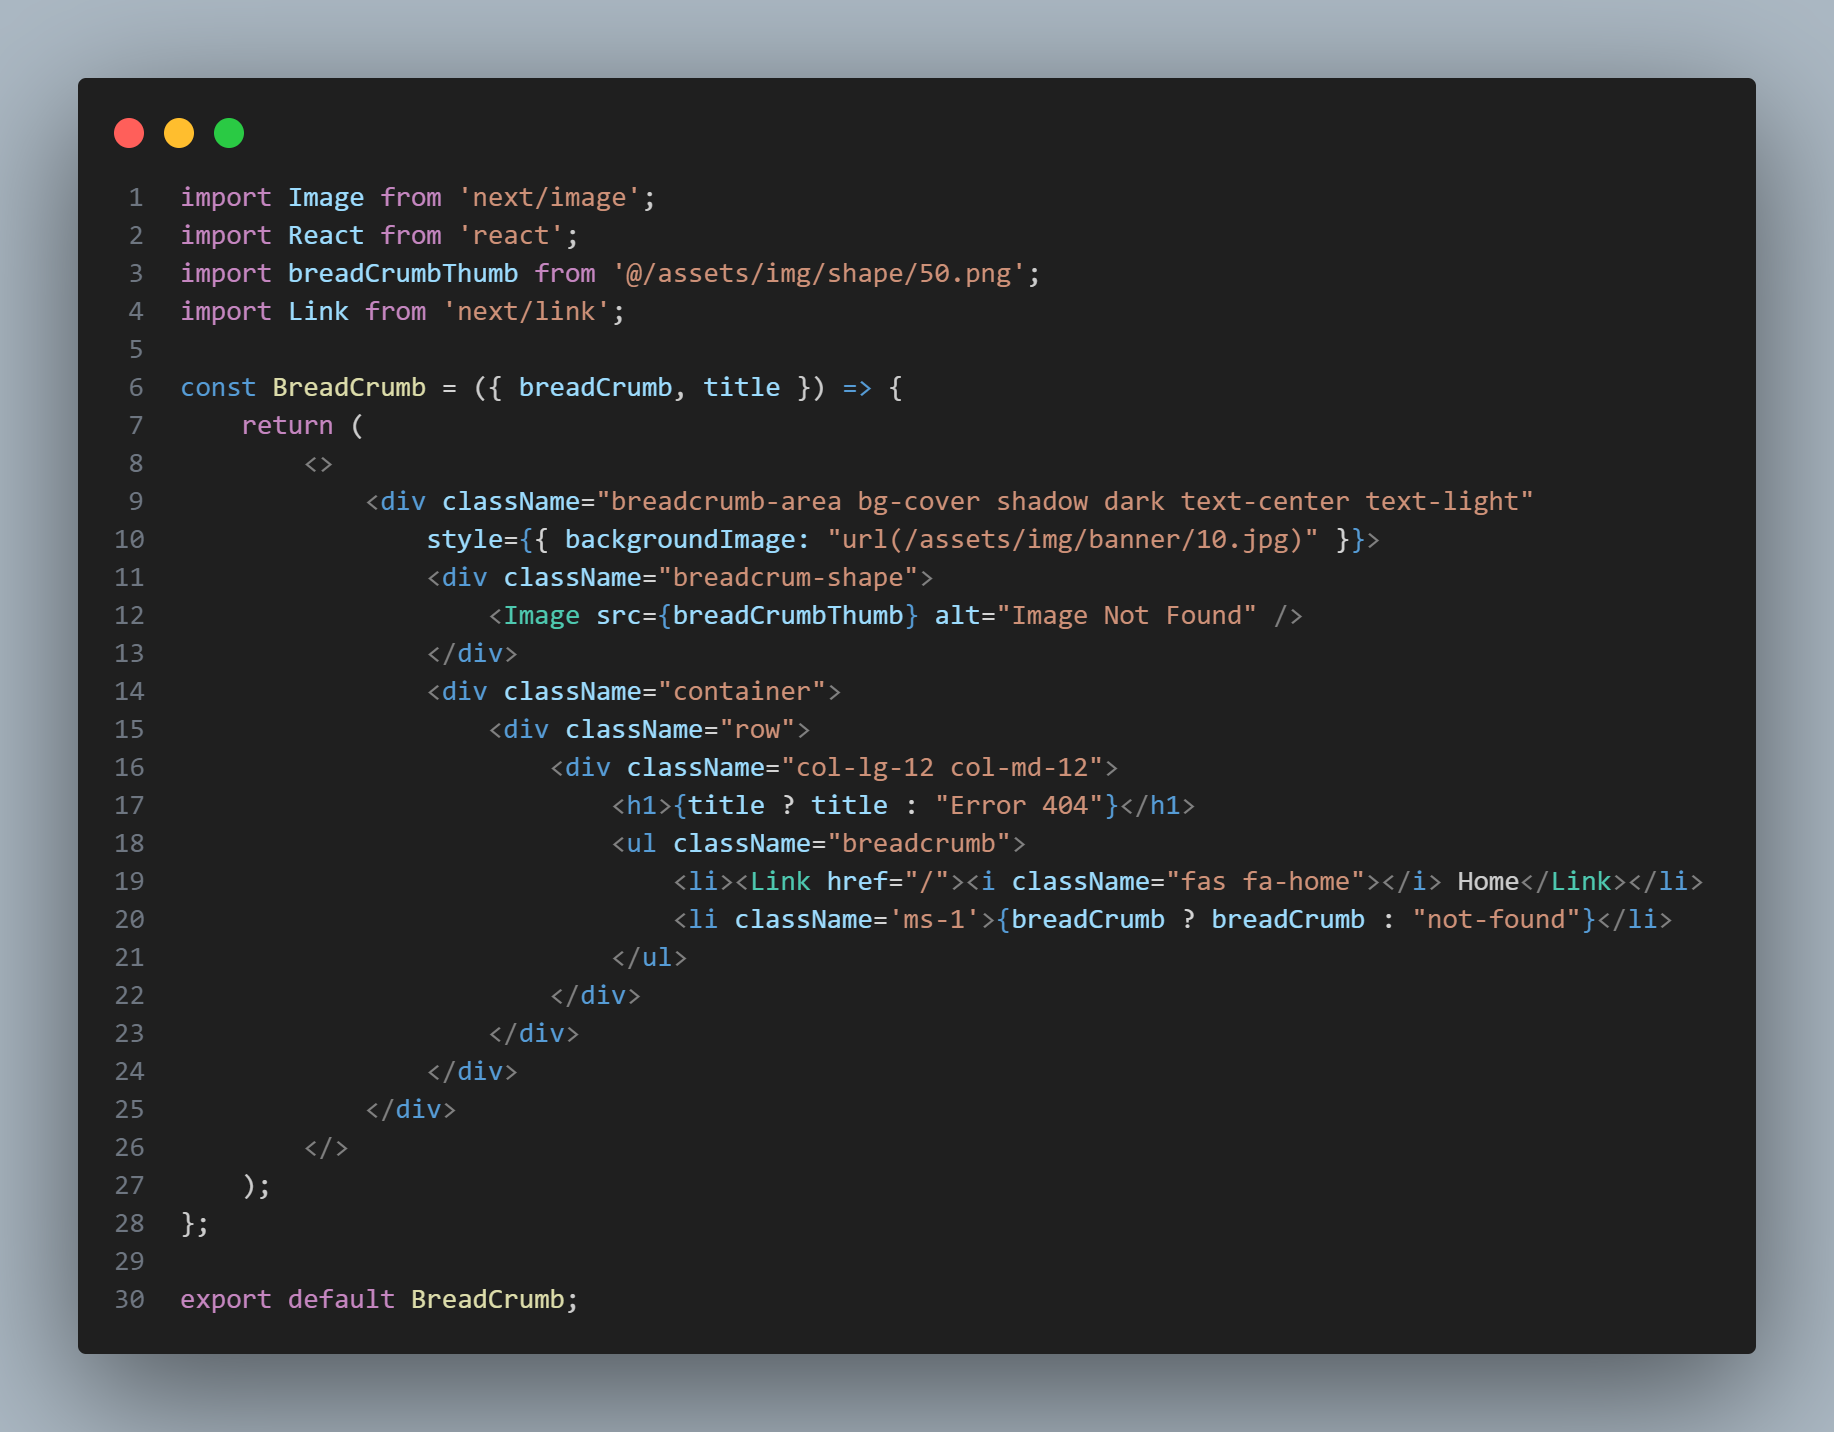 1 import Image from 'next/image';
2 import React from 'react';
3 import breadCrumbThumb from '@/assets/img/shape/50.png';
4 import Link from 'next/link';
5
6 const BreadCrumb = ({ breadCrumb, title }) => {
7     return (
8         <>
9             <div className="breadcrumb-area bg-cover shadow dark text-center text-light"
10                 style={{ backgroundImage: "url(/assets/img/banner/10.jpg)" }}>
11                 <div className="breadcrum-shape">
12                     <Image src={breadCrumbThumb} alt="Image Not Found" />
13                 </div>
14                 <div className="container">
15                     <div className="row">
16                         <div className="col-lg-12 col-md-12">
17                             <h1>{title ? title : "Error 404"}</h1>
18                             <ul className="breadcrumb">
19                                 <li><Link href="/"><i className="fas fa-home"></i> Home</Link></li>
20                                 <li className='ms-1'>{breadCrumb ? breadCrumb : "not-found"}</li>
21                             </ul>
22                         </div>
23                     </div>
24                 </div>
25             </div>
26         </>
27     );
28 };
29
30 export default BreadCrumb;